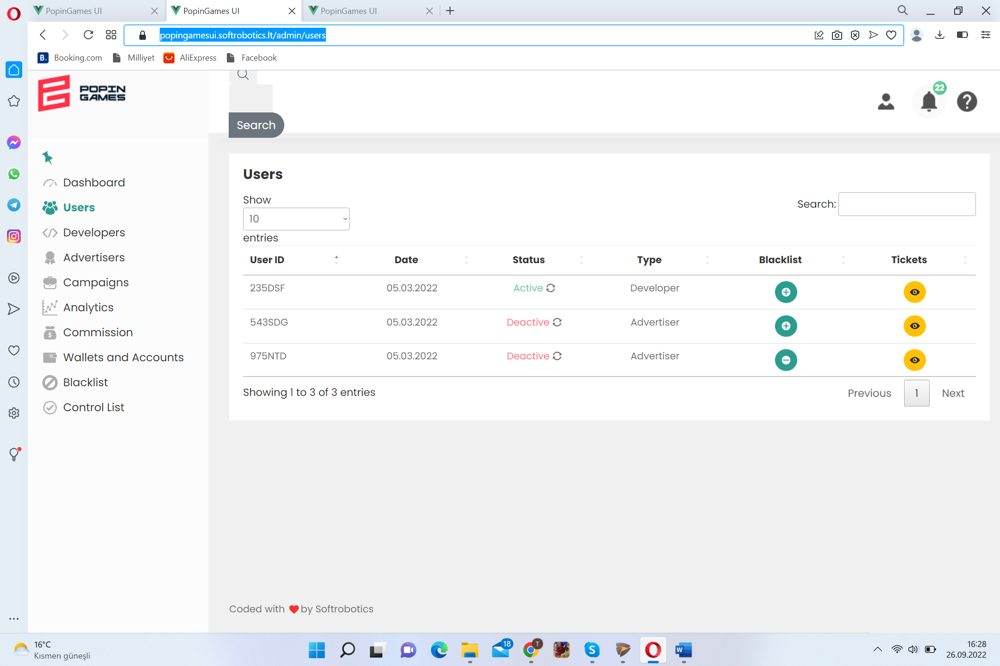 PopinGames UI
PopinGames UI
PopinGames UI
popingamesui.softrobotics.lt/admin/users
B. Booking.com
Milliyet
AliExpress
Facebook
POPIN
GAMES
22
Search
Dashboard
Users
Developers
Advertisers
Campaigns
Analytics
Commission
Wallets and Accounts
Blacklist
Control List
Users
Show
10
entries
Search:
User ID Date Status Type Blacklist Tickets
235DSF 05.03.2022 Active Developer
543SDG 05.03.2022 Deactive Advertiser
975NTD 05.03.2022 Deactive Advertiser
Showing 1 to 3 of 3 entries
Previous 1 Next
Coded with by Softrobotics
16°C
Kısmen güneşli
18
T
S
W
16:28
26.09.2022